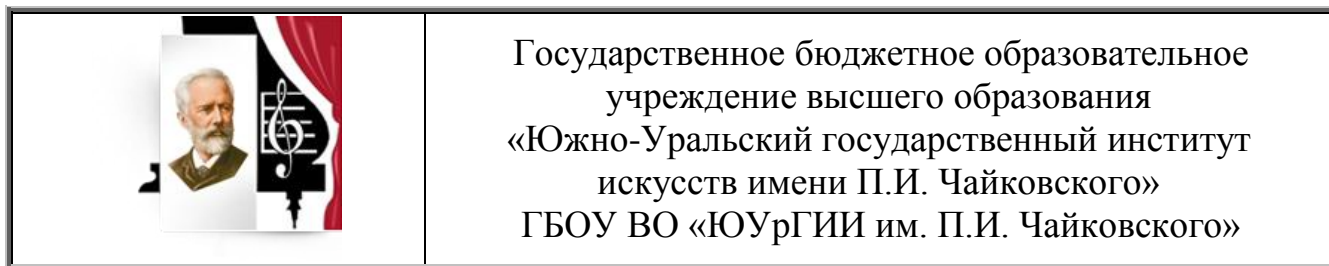 Государственное бюджетное образовательное
учреждение высшего образования
«Южно-Уральский государственный институт
искусств имени П.И. Чайковского»
ГБОУ ВО «ЮУрГИИ им. П.И. Чайковского»